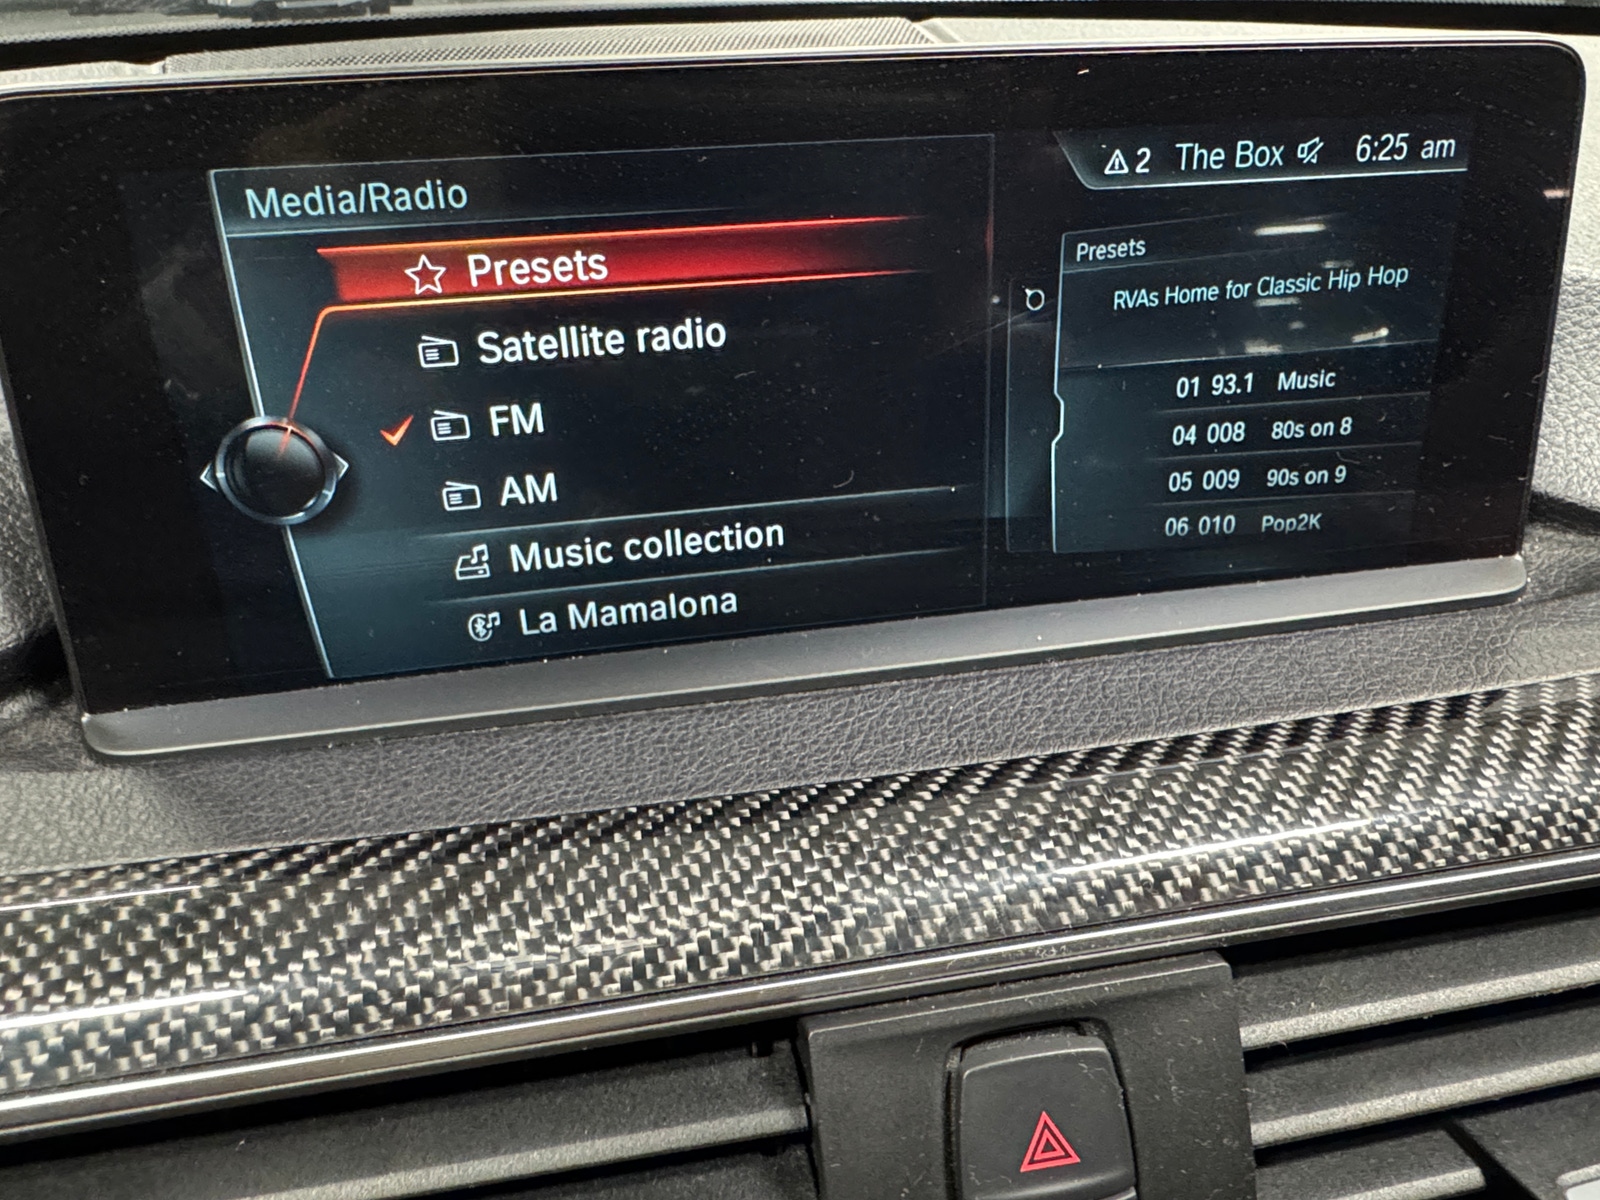 Media/Radio
Presets
Satellite radio
FM
AM
Music collection
La Mamalona
2 The Box 6:25 am
Presets
RVAs Home for Classic Hip Hop
01 93.1 Music
04 008 80s on 8
05 009 90s on 9
06 010 Pop2K